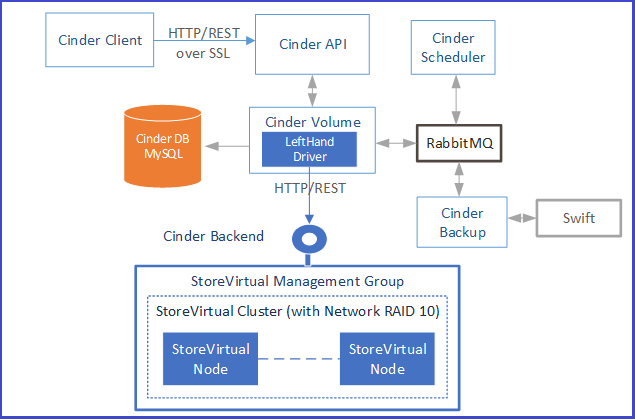 Cinder Client
HTTP/REST
over SSL
Cinder API
Cinder
Scheduler
Cinder DB
MySQL
Cinder Volume
LeftHand
Driver
RabbitMQ
HTTP/REST
Cinder
Backup
Swift
Cinder Backend
StoreVirtual Management Group
StoreVirtual Cluster (with Network RAID 10)
StoreVirtual
Node
StoreVirtual
Node